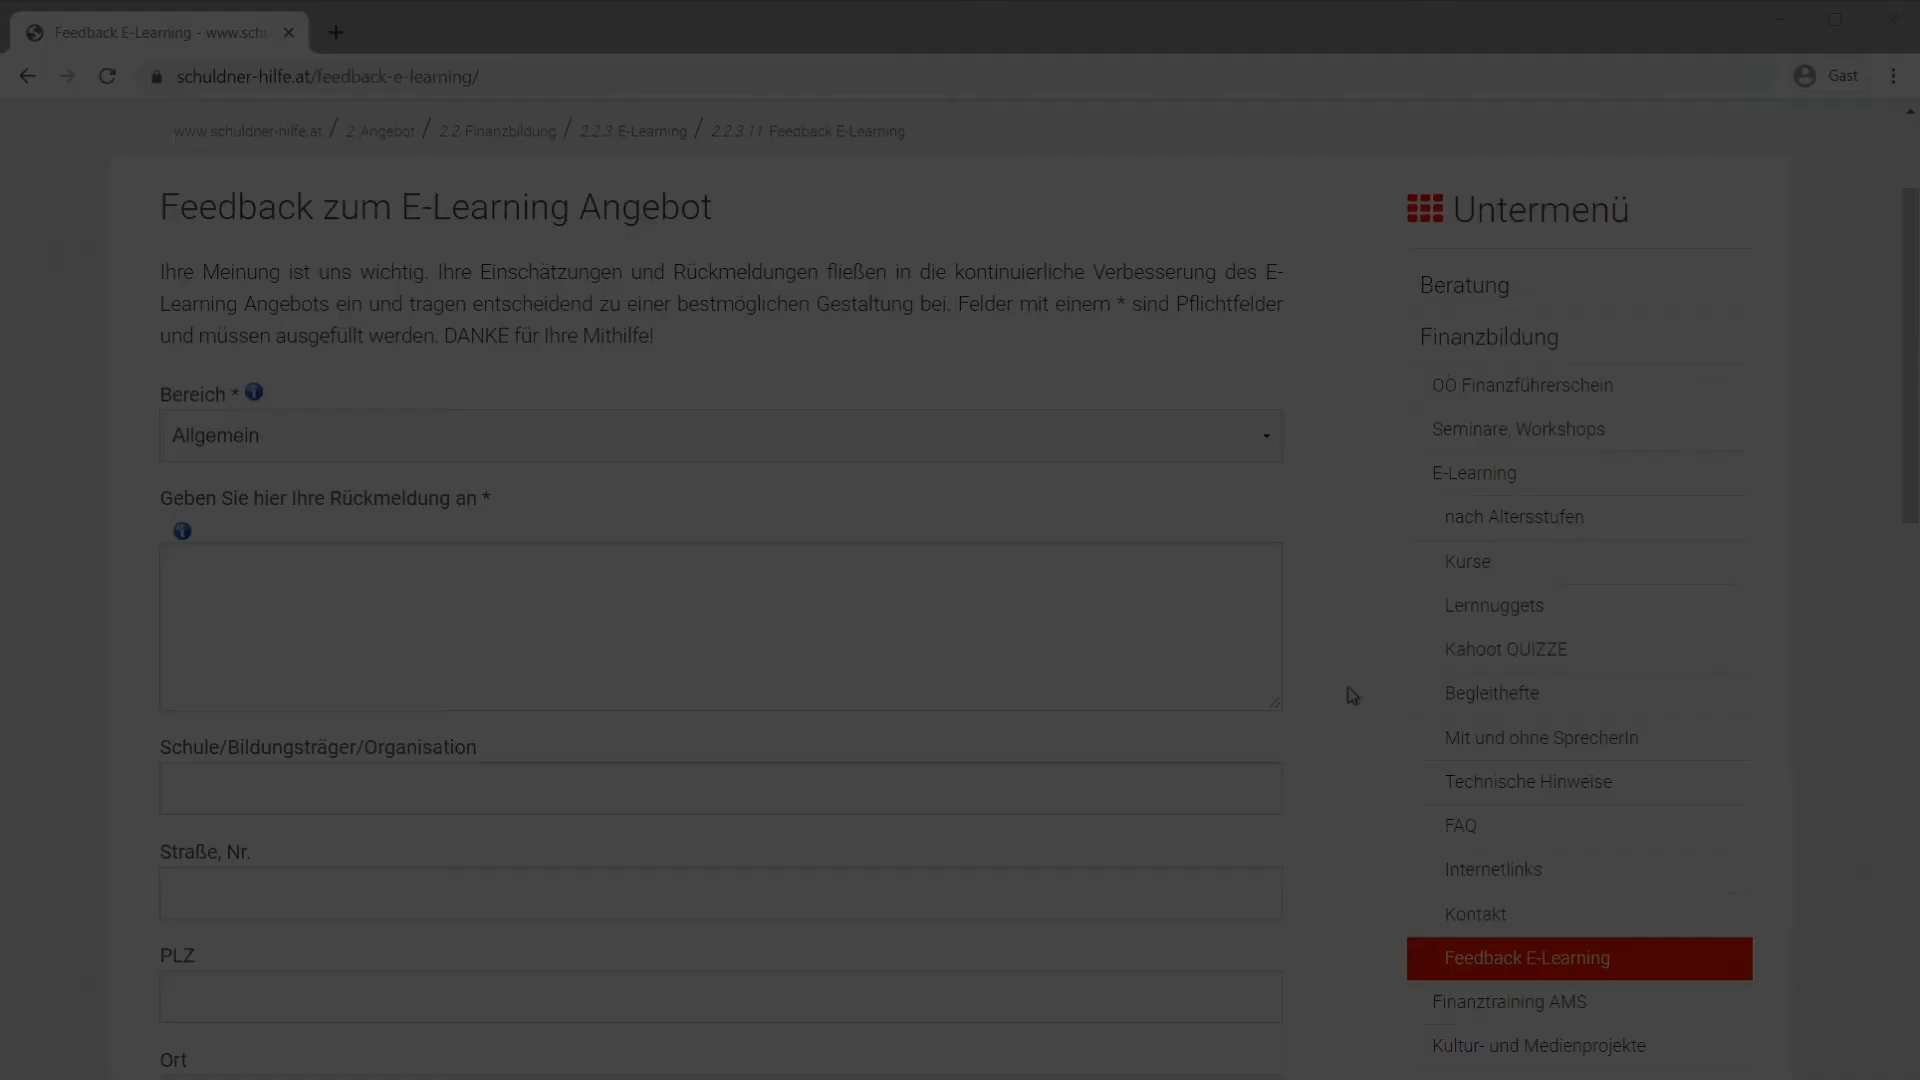 Feedback E-Learning - www.sch
schuldner-hilfe.at/feedback-e-learning/
Gast
www.schuldner-hilfe.at / 2. Angebot / 2.2. Finanzbildung / 2.2.3. E-Learning / 2.2.3.11. Feedback E-Learning
Feedback zum E-Learning Angebot
Ihre Meinung ist uns wichtig. Ihre Einschätzungen und Rückmeldungen fließen in die kontinuierliche Verbesserung des E-
Learning Angebots ein und tragen entscheidend zu einer bestmöglichen Gestaltung bei. Felder mit einem * sind Pflichtfelder
und müssen ausgefüllt werden. DANKE für Ihre Mithilfe!
Bereich *
Allgemein
Geben Sie hier Ihre Rückmeldung an *
Schule/Bildungsträger/Organisation
Straße, Nr.
PLZ
Ort
Untermenü
Beratung
Finanzbildung
OÖ Finanzführerschein
Seminare, Workshops
E-Learning
nach Altersstufen
Kurse
Lernnuggets
Kahoot QUIZZE
Begleithefte
Mit und ohne SprecherIn
Technische Hinweise
FAQ
Internetlinks
Kontakt
Feedback E-Learning
Finanztraining AMS
Kultur- und Medienprojekte